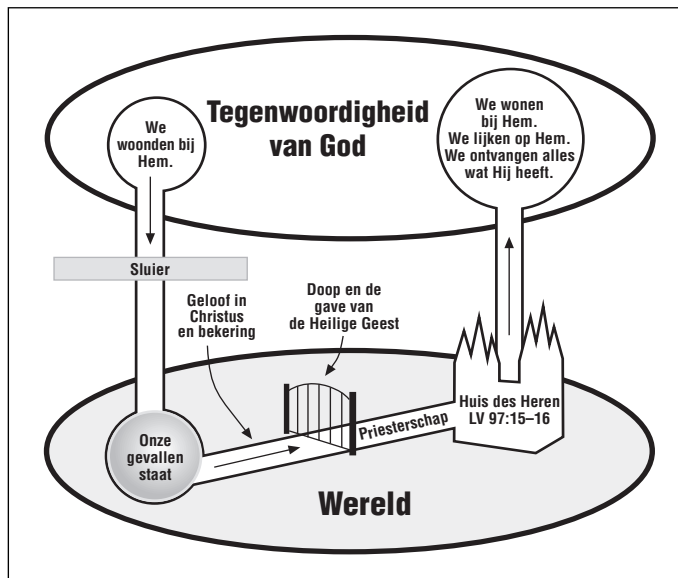 Tegenwoordigheid
van God
We
woonden bij
Hem.
We wonen
bij Hem.
We lijken op Hem.
We ontvangen alles
wat Hij heeft.
Sluier
Geloof in
Christus
en bekering
Doop en de
gave van
de Heilige Geest
Onze
gevallen
staat
Priesterschap
Huis des Heren
LV 97:15–16
Wereld